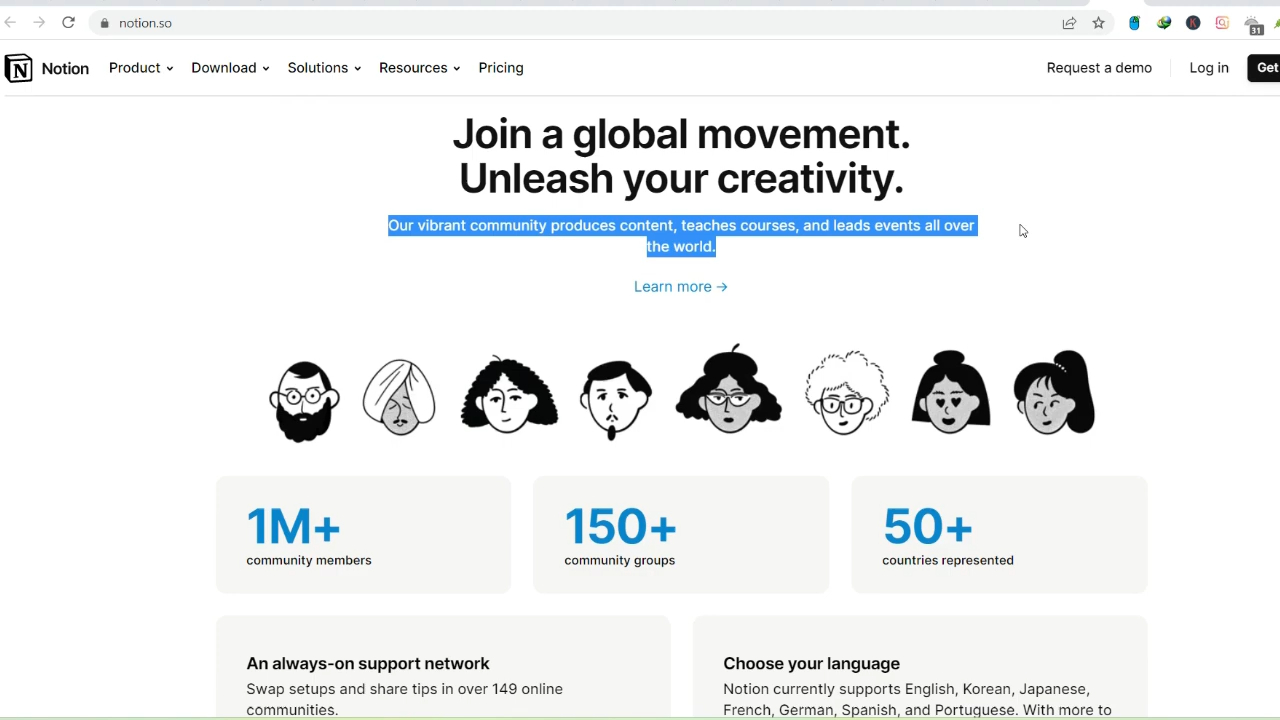 notion.so
31
Notion Product Download Solutions Resources Pricing Request a demo Log in Get
Join a global movement.
Unleash your creativity.
Our vibrant community produces content, teaches courses, and leads events all over
the world.
Learn more →
1M+
community members
150+
community groups
50+
countries represented
An always-on support network
Swap setups and share tips in over 149 online
communities.
Choose your language
Notion currently supports English, Korean, Japanese,
French, German, Spanish, and Portuguese. With more to